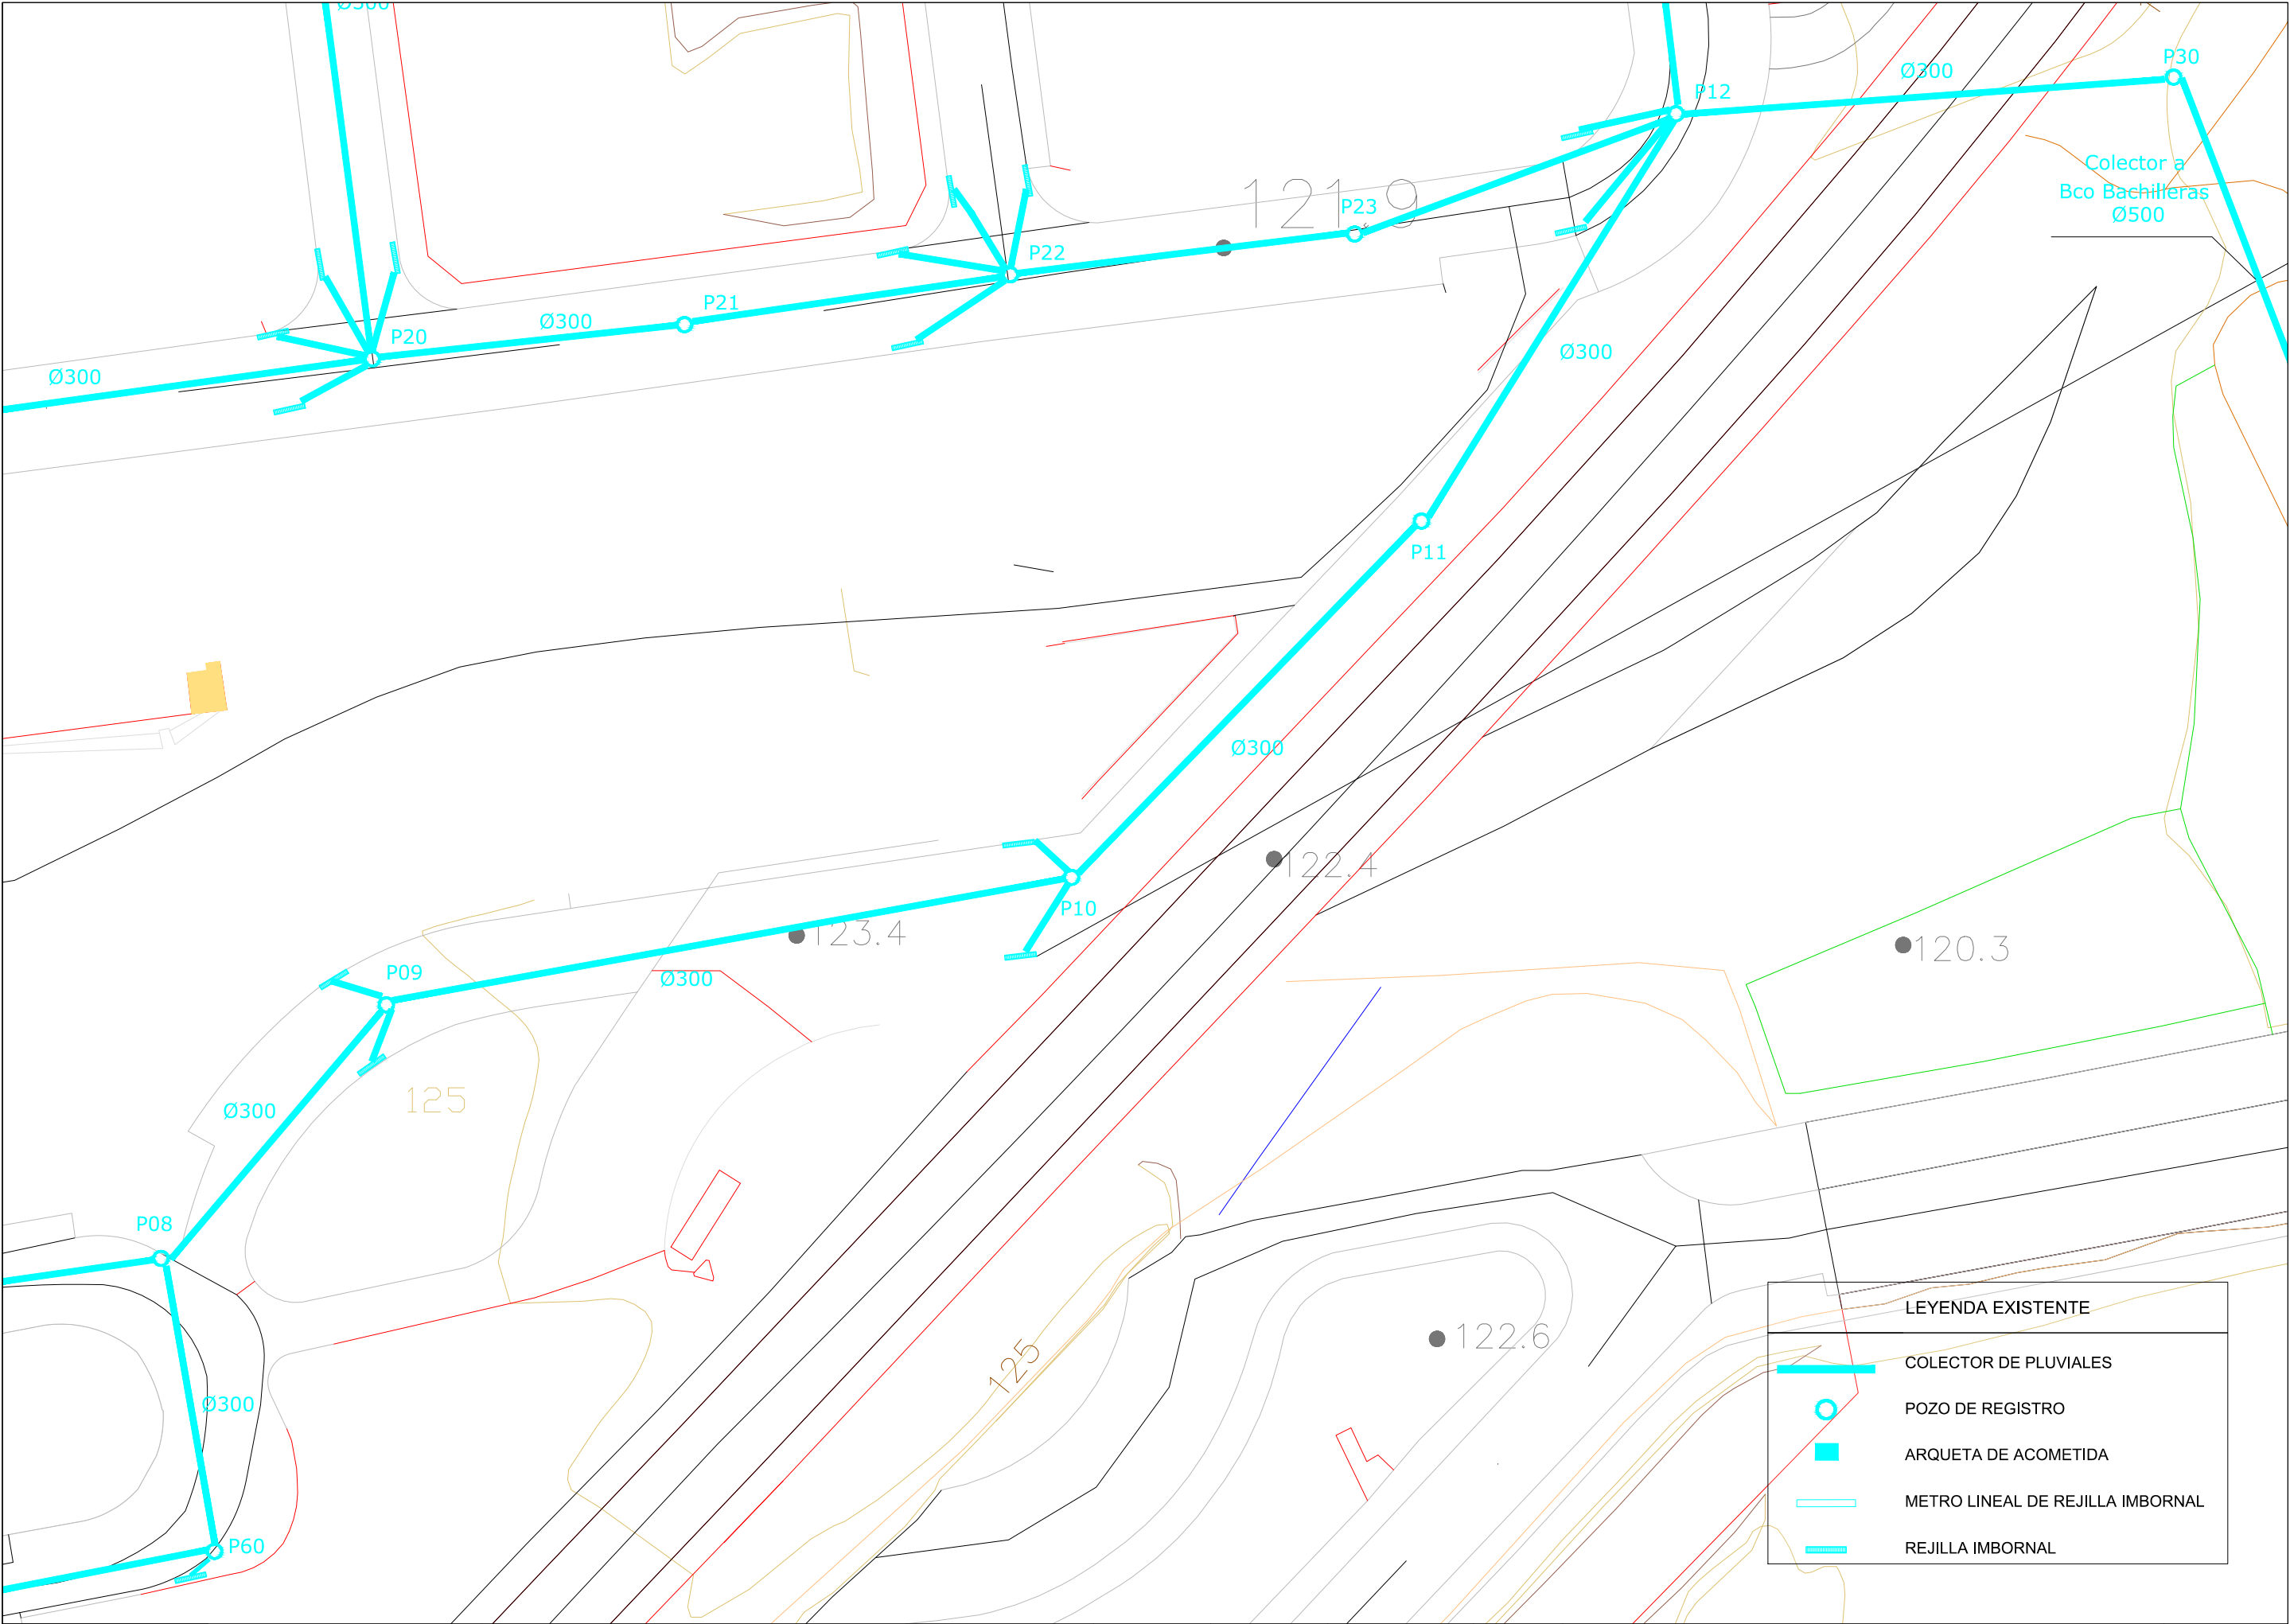 Ø300
P30
Ø300
P12
Colector a
Bco Bachilleras
Ø500
121.9
P23
P22
P21
Ø300
P20
Ø300
Ø300
P11
Ø300
122.4
P10
123.4
120.3
P09
Ø300
125
Ø300
P08
125
122.6
Ø300
P60
LEYENDA EXISTENTE
COLECTOR DE PLUVIALES
POZO DE REGISTRO
ARQUETA DE ACOMETIDA
METRO LINEAL DE REJILLA IMBORNAL
REJILLA IMBORNAL